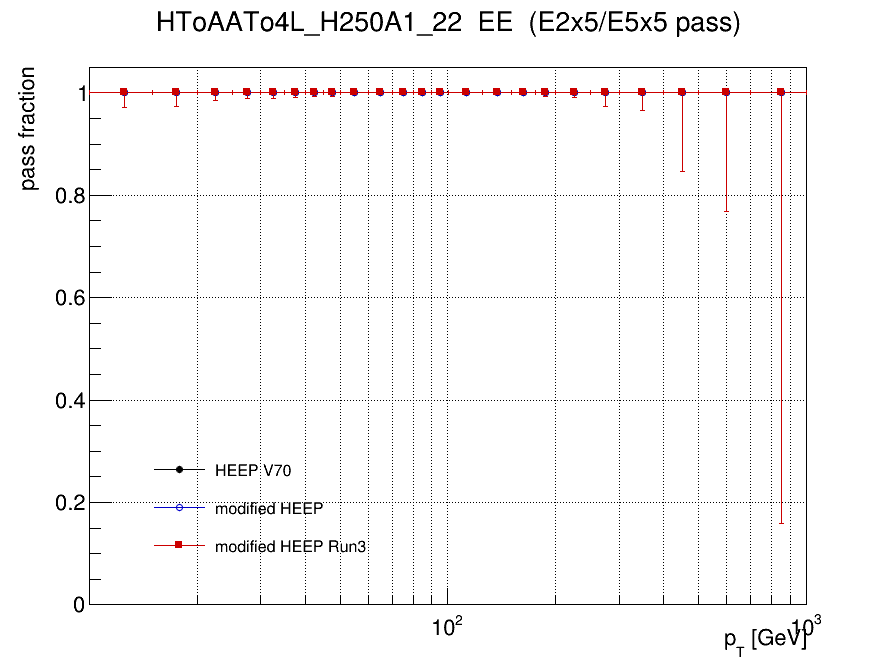 HToAATo4L_H250A1_22 EE (E2x5/E5x5 pass)
pass fraction
1
0.8
0.6
0.4
0.2
0
HEEP V70
modified HEEP
modified HEEP Run3
10²
10³
p_T [GeV]